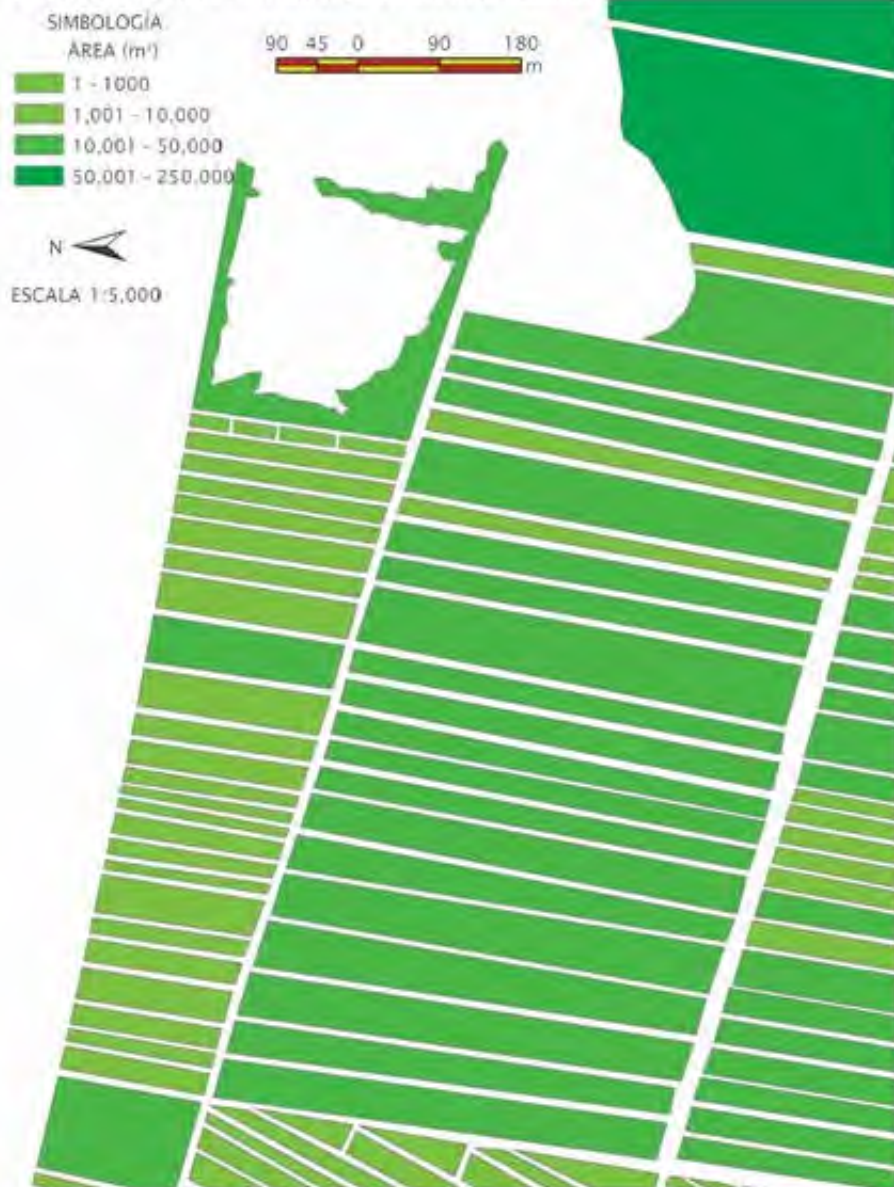 SIMBOLOGÍA
ÁREA (m²)
1 - 1000
1,001 - 10,000
10,001 - 50,000
50,001 - 250,000
90 45 0 90 180
m
N
ESCALA 1:5,000